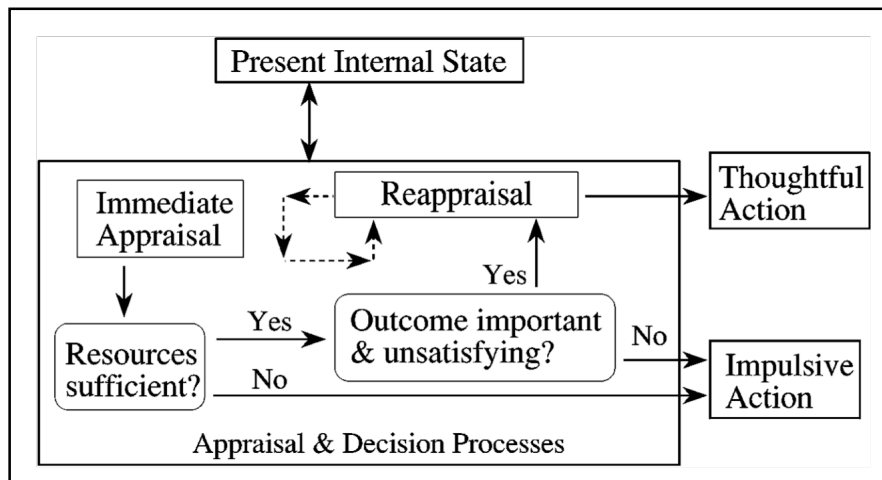 Present Internal State
Immediate
Appraisal
Reappraisal
Thoughtful
Action
Yes
Resources
sufficient?
Yes
No
Outcome important
& unsatisfying?
No
Impulsive
Action
Appraisal & Decision Processes